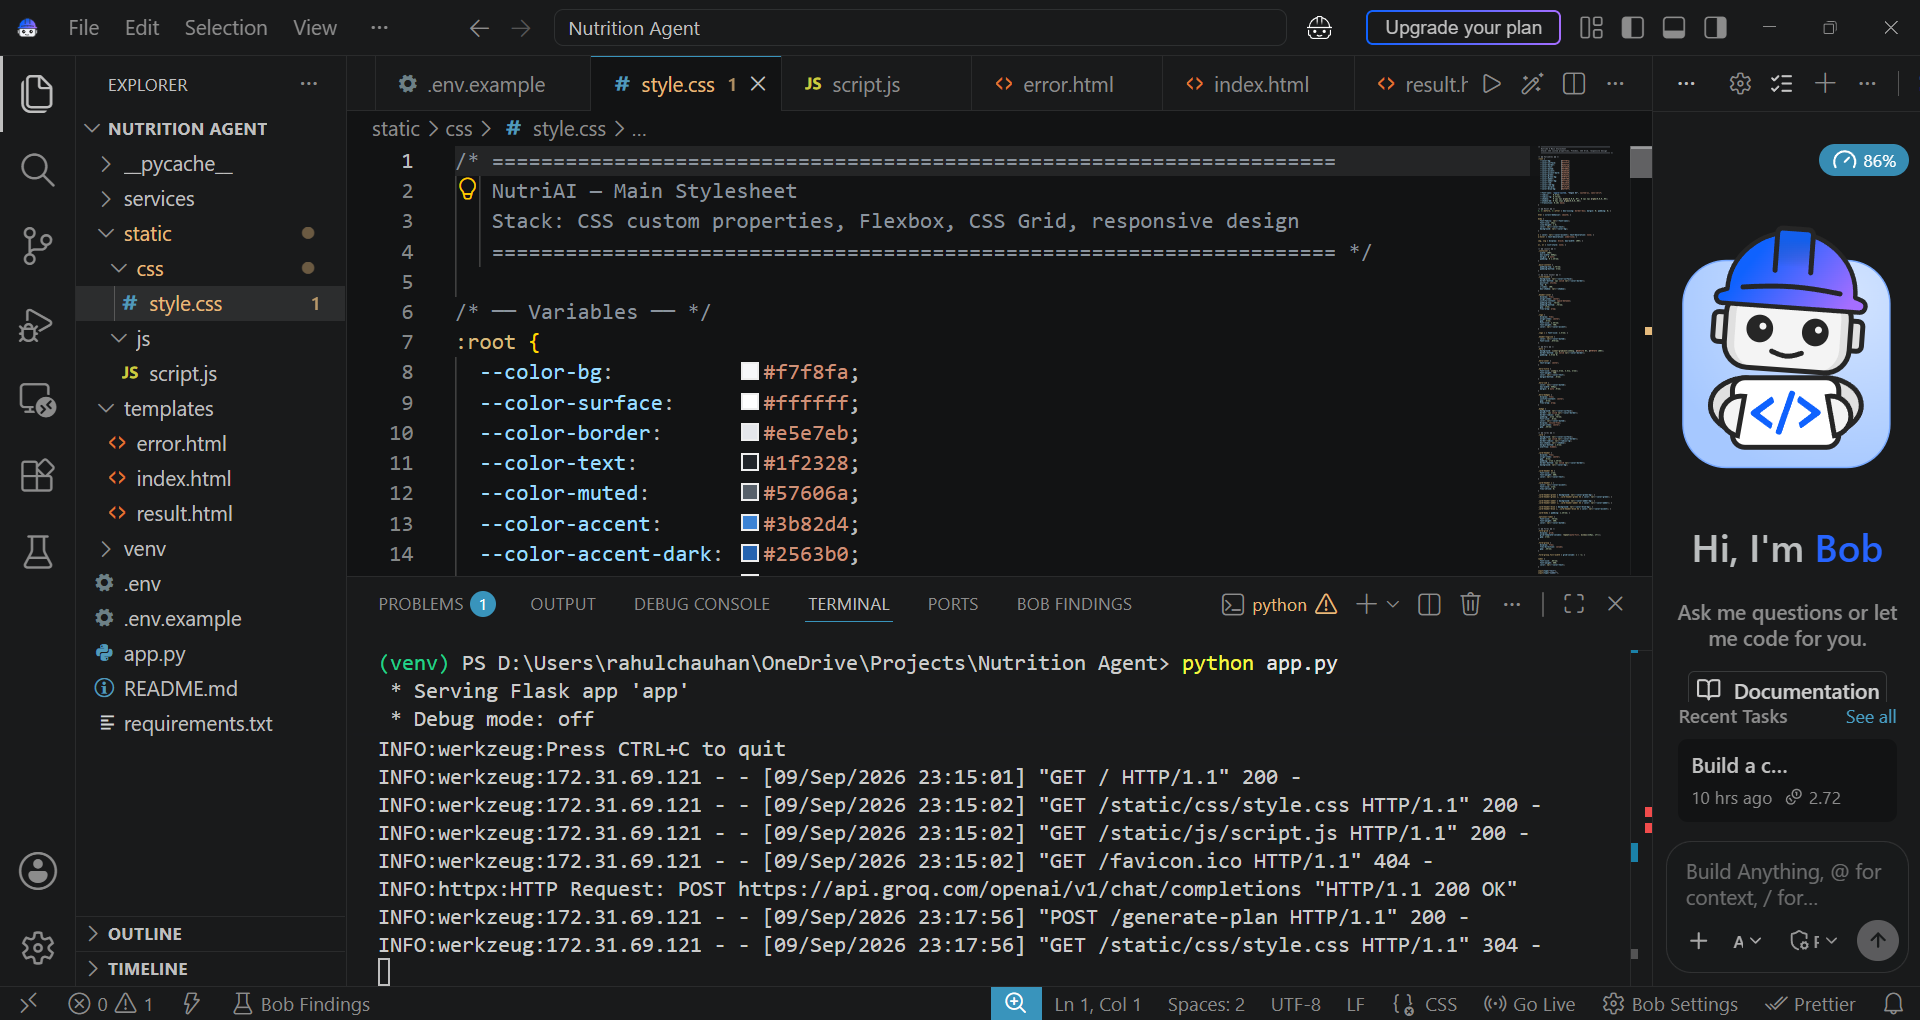 File Edit Selection View
Nutrition Agent
Upgrade your plan
EXPLORER
NUTRITION AGENT
__pycache__
services
static
css
# style.css 1
js
JS script.js
templates
<> error.html
<> index.html
<> result.html
venv
.env
.env.example
app.py
README.md
requirements.txt
OUTLINE
TIMELINE
.env.example
# style.css 1
JS script.js
<> error.html
<> index.html
<> result.h
static > css > # style.css > ...
1 /* =====================================================================
2 NutriAI — Main Stylesheet
3 Stack: CSS custom properties, Flexbox, CSS Grid, responsive design
4 ===================================================================== */
5
6 /* —— Variables —— */
7 :root {
8 --color-bg: #f7f8fa;
9 --color-surface: #ffffff;
10 --color-border: #e5e7eb;
11 --color-text: #1f2328;
12 --color-muted: #57606a;
13 --color-accent: #3b82d4;
14 --color-accent-dark: #2563b0;
PROBLEMS 1 OUTPUT DEBUG CONSOLE TERMINAL PORTS BOB FINDINGS
python
(venv) PS D:\Users\rahulchauhan\OneDrive\Projects\Nutrition Agent> python app.py
* Serving Flask app 'app'
* Debug mode: off
INFO:werkzeug:Press CTRL+C to quit
INFO:werkzeug:172.31.69.121 - - [09/Sep/2026 23:15:01] "GET / HTTP/1.1" 200 -
INFO:werkzeug:172.31.69.121 - - [09/Sep/2026 23:15:02] "GET /static/css/style.css HTTP/1.1" 200 -
INFO:werkzeug:172.31.69.121 - - [09/Sep/2026 23:15:02] "GET /static/js/script.js HTTP/1.1" 200 -
INFO:werkzeug:172.31.69.121 - - [09/Sep/2026 23:15:02] "GET /favicon.ico HTTP/1.1" 404 -
INFO:httpx:HTTP Request: POST https://api.groq.com/openai/v1/chat/completions "HTTP/1.1 200 OK"
INFO:werkzeug:172.31.69.121 - - [09/Sep/2026 23:17:56] "POST /generate-plan HTTP/1.1" 200 -
INFO:werkzeug:172.31.69.121 - - [09/Sep/2026 23:17:56] "GET /static/css/style.css HTTP/1.1" 304 -
86%
</>
Hi, I'm Bob
Ask me questions or let
me code for you.
Documentation
Recent Tasks See all
Build a c...
10 hrs ago 2.72
Build Anything, @ for
context, / for...
A F
0 1 Bob Findings
Ln 1, Col 1 Spaces: 2 UTF-8 LF CSS Go Live Bob Settings Prettier